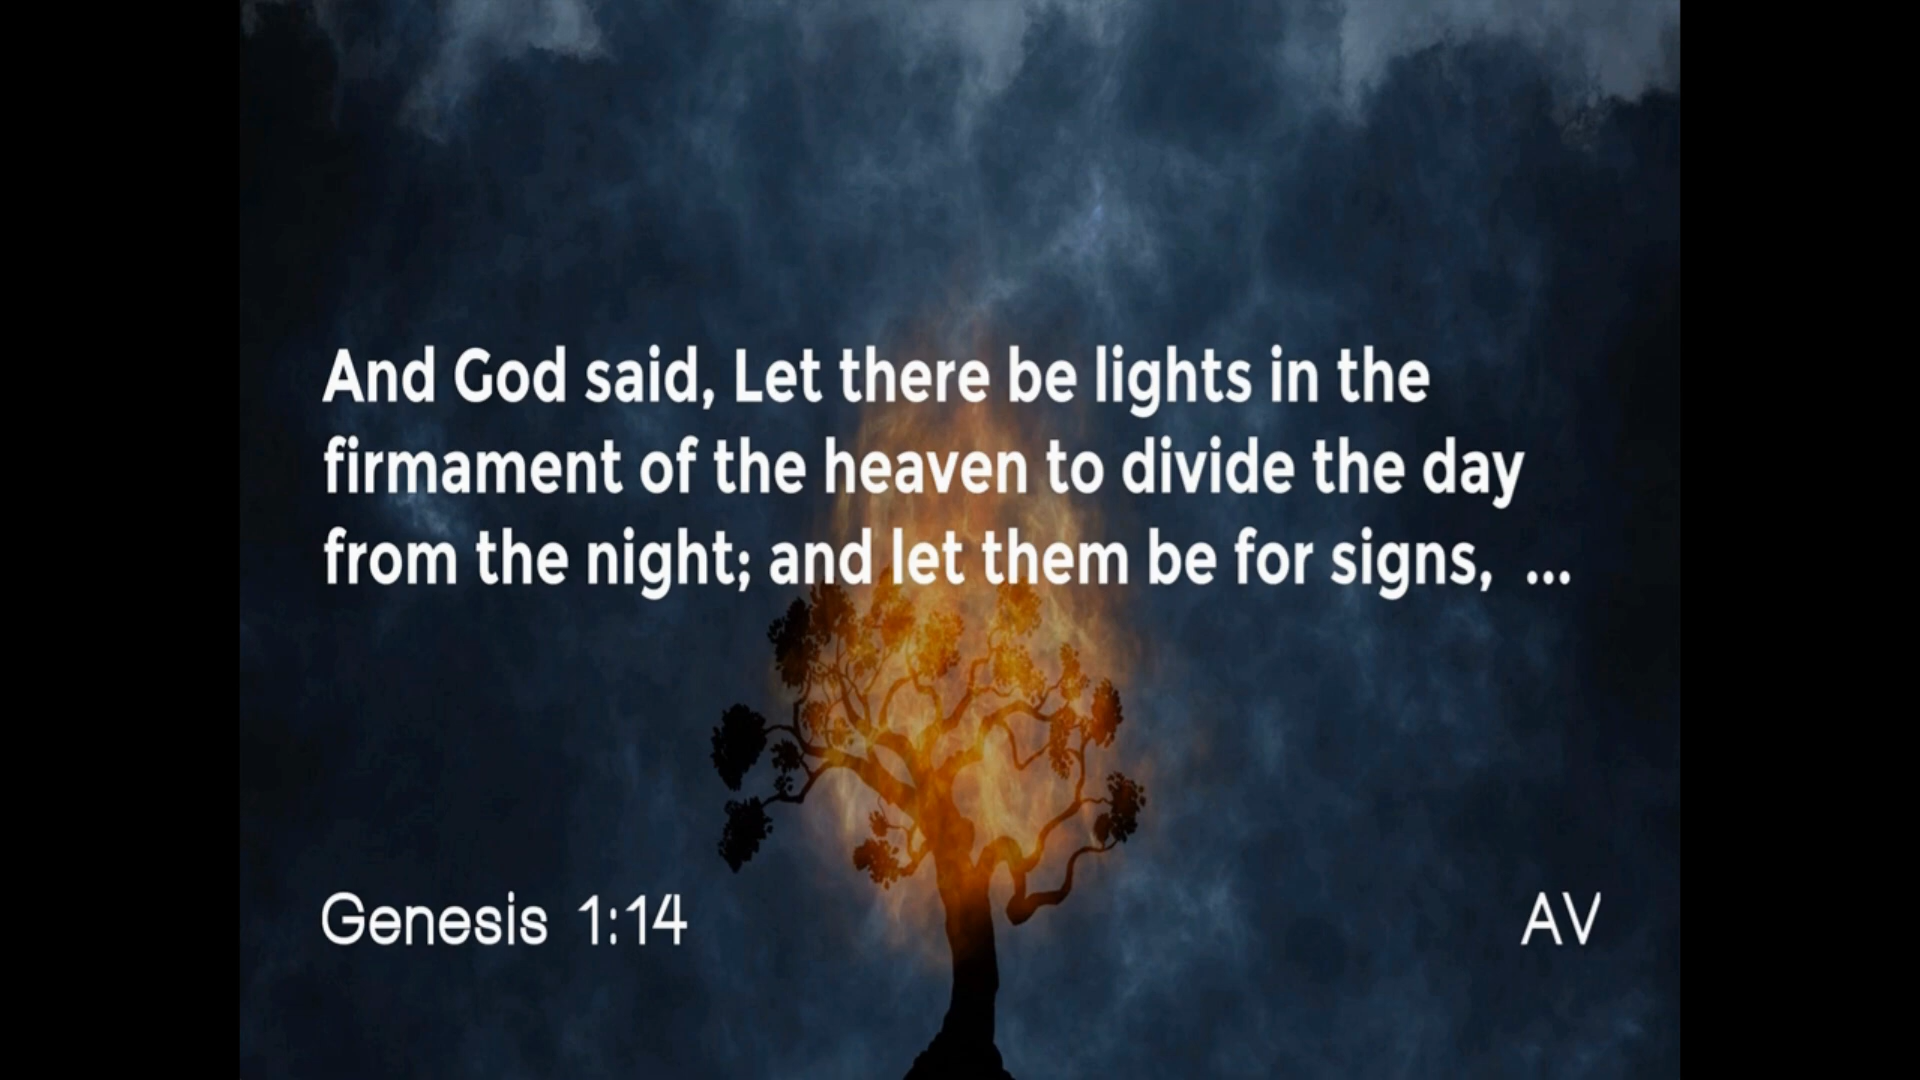 And God said, Let there be lights in the
firmament of the heaven to divide the day
from the night; and let them be for signs, ...
Genesis 1:14 AV